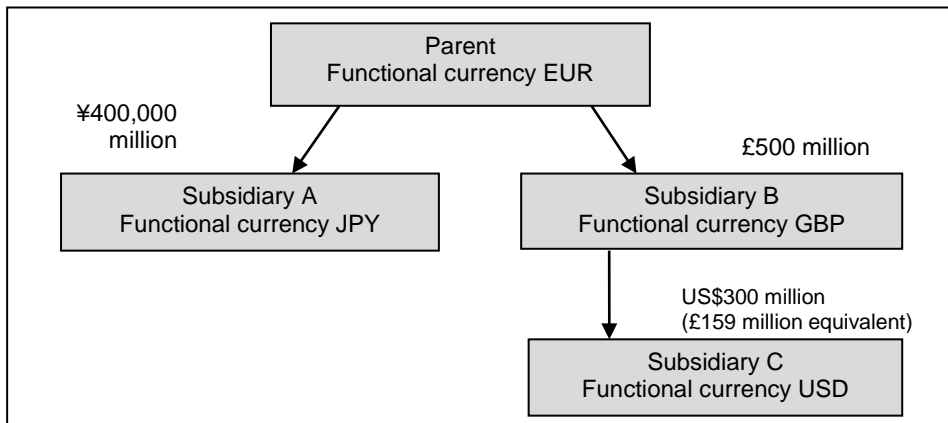 Parent
Functional currency EUR
¥400,000
million
£500 million
Subsidiary A
Functional currency JPY
Subsidiary B
Functional currency GBP
US$300 million
(£159 million equivalent)
Subsidiary C
Functional currency USD